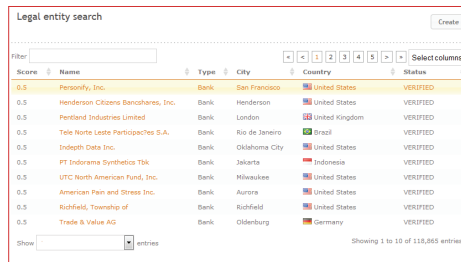 Legal entity search
Create
Filter
« < 1 2 3 4 5 > » Select columns
Score Name Type City Country Status
0.5 Personify, Inc. Bank San Francisco United States VERIFIED
0.5 Henderson Citizens Bancshares, Inc. Bank Henderson United States VERIFIED
0.5 Pentland Industries Limited Bank London United Kingdom VERIFIED
0.5 Tele Norte Leste Participac?es S.A. Bank Rio de Janeiro Brazil VERIFIED
0.5 Indepth Data Inc. Bank Oklahoma City United States VERIFIED
0.5 PT Indorama Synthetics Tbk Bank Jakarta Indonesia VERIFIED
0.5 UTC North American Fund, Inc. Bank Milwaukee United States VERIFIED
0.5 American Pain and Stress Inc. Bank Aurora United States VERIFIED
0.5 Richfield, Township of Bank Richfield United States VERIFIED
0.5 Trade & Value AG Bank Oldenburg Germany VERIFIED
Show entries Showing 1 to 10 of 118,865 entries